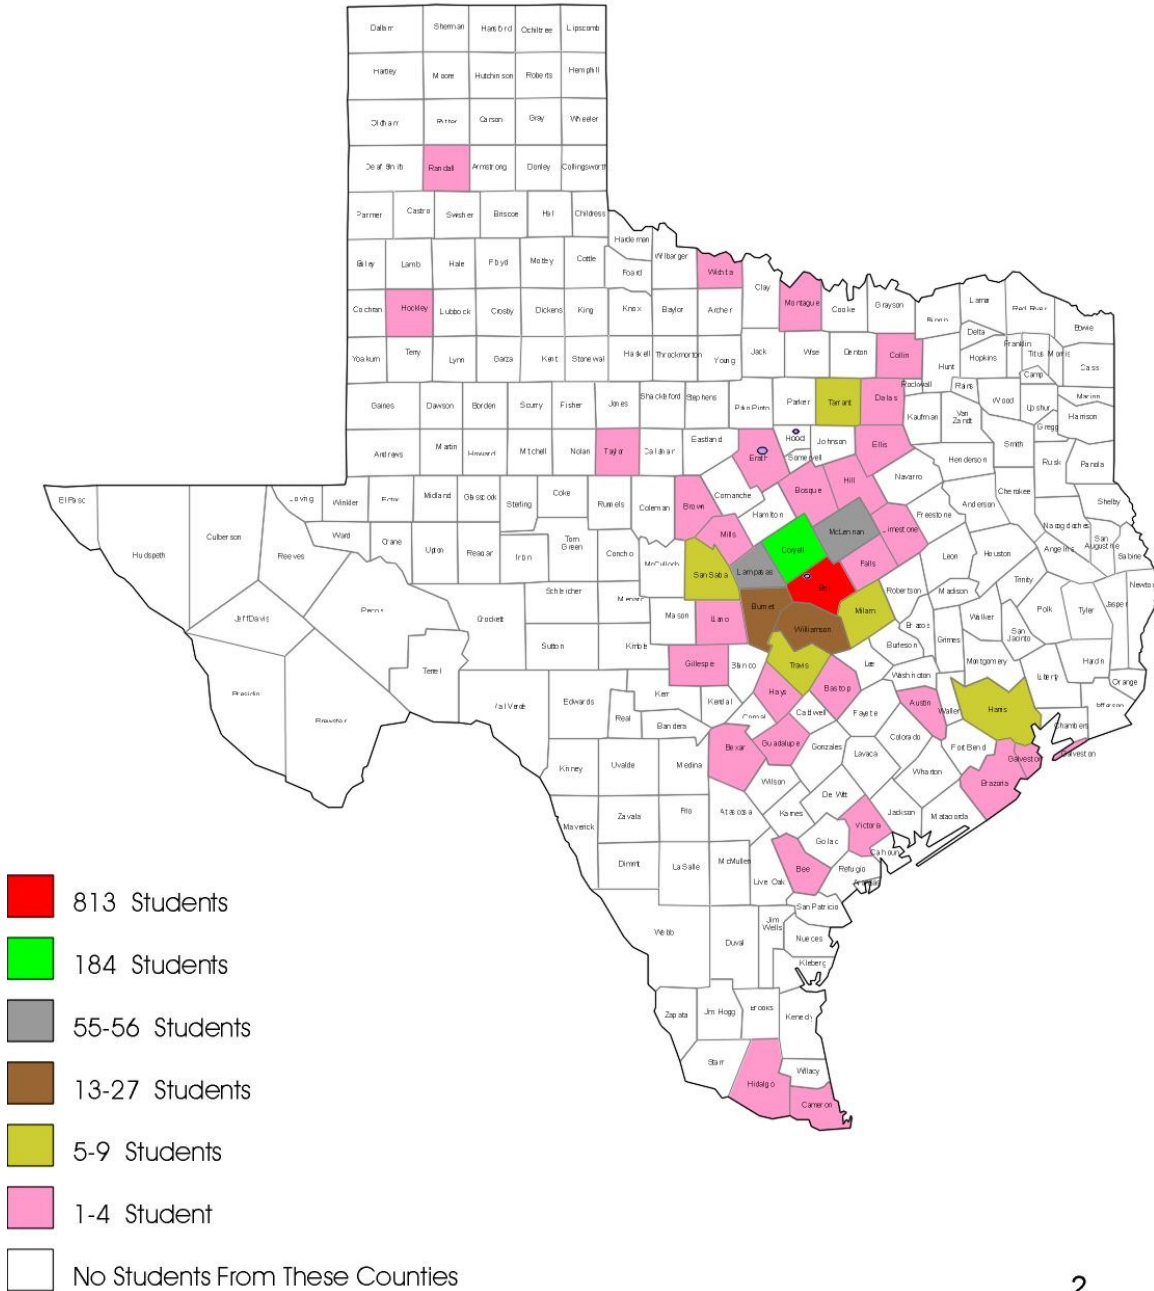 Dallam Sherman Hansford Ochiltree Lipscomb
Hartley Moore Hutchinson Roberts Hemphill
Oldham Potter Carson Gray Wheeler
Deaf Smith Randall Armstrong Donley Collingsworth
Parmer Castro Swisher Briscoe Hall Childress
Hardeman
Bailey Lamb Hale Floyd Motley Cottle Foard Wilbarger Wichita
Clay Montague Cooke Grayson Lamar Red River Bowie
Cochran Hockley Lubbock Crosby Dickens King Knox Baylor Archer
Delta Franklin Titus Morris Cass
Yoakum Terry Lynn Garza Kent Stonewall Haskell Throckmorton Young Jack Wise Denton Collin Hunt Hopkins Camp
Rockwall Rains Wood Upshur Marion
Gaines Dawson Borden Scurry Fisher Jones Shackelford Stephens Palo Pinto Parker Tarrant Dallas Kaufman Van Zandt Gregg Harrison
Andrews Martin Howard Mitchell Nolan Taylor Callahan Eastland Erath Hood Somervell Johnson Ellis Henderson Smith Rusk Panola
El Paso Hudspeth Culberson Reeves Loving Winkler Ector Midland Glasscock Sterling Coke Runnels Coleman Brown Comanche Hamilton Bosque Hill Navarro Freestone Anderson Cherokee Shelby
Ward Crane Upton Reagan Irion Tom Green Concho McCulloch San Saba Mills Lampasas Coryell McLennan Limestone Falls Leon Houston Nacogdoches Angelina San Augustine Sabine
Jeff Davis Pecos Crockett Schleicher Menard Mason Llano Burnet Bell Williamson Milam Robertson Madison Trinity Walker Polk Tyler Jasper Newton
Presidio Brewster Terrell Sutton Kimble Gillespie Blanco Travis Lee Burleson Brazos Grimes San Jacinto Montgomery Hardin Liberty Orange
Val Verde Edwards Real Kerr Bandera Kendall Comal Hays Caldwell Bastrop Fayette Washington Austin Waller Harris Chambers Jefferson
Kinney Uvalde Medina Bexar Guadalupe Gonzales Lavaca Colorado Wharton Fort Bend Brazoria Galveston Galveston
Maverick Zavala Frio Atascosa Wilson Karnes De Witt Victoria Jackson Matagorda
Dimmit La Salle McMullen Live Oak Bee Goliad Refugio Calhoun
Webb Duval Jim Wells San Patricio Nueces Kleberg
Zapata Jim Hogg Brooks Kenedy
Starr Hidalgo Willacy Cameron
813 Students
184 Students
55-56 Students
13-27 Students
5-9 Students
1-4 Student
No Students From These Counties
2